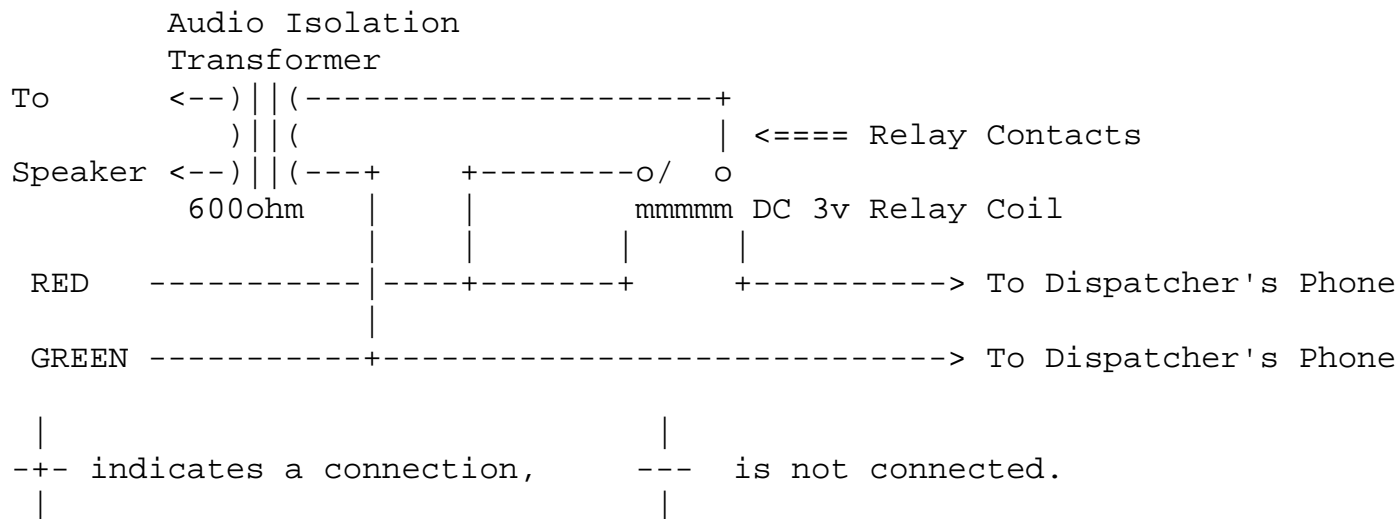 Audio Isolation
        Transformer
To      <--)||(---------------------+
           )||(                     | <==== Relay Contacts
Speaker <--)||(---+    +--------o/  o
         600ohm   |    |        mmmmm DC 3v Relay Coil
                  |    |       |     |
 RED   -----------|----+-------+     +----------> To Dispatcher's Phone
                  |
 GREEN -----------+-----------------------------> To Dispatcher's Phone
 |                               |
-+- indicates a connection,     ---  is not connected.
 |                               |